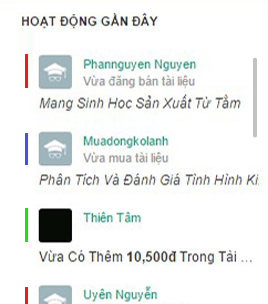 HOẠT ĐỘNG GẦN ĐÂY
Phannguyen Nguyen
Vừa đăng bán tài liệu
Mang Sinh Hoc Sản Xuất Từ Tằm
Muadongkolanh
Vừa mua tài liệu
Phân Tích Và Đánh Giá Tình Hình Ki
Thiên Tâm
Vừa Có Thêm 10,500đ Trong Tài ...
Uyên Nguyễn